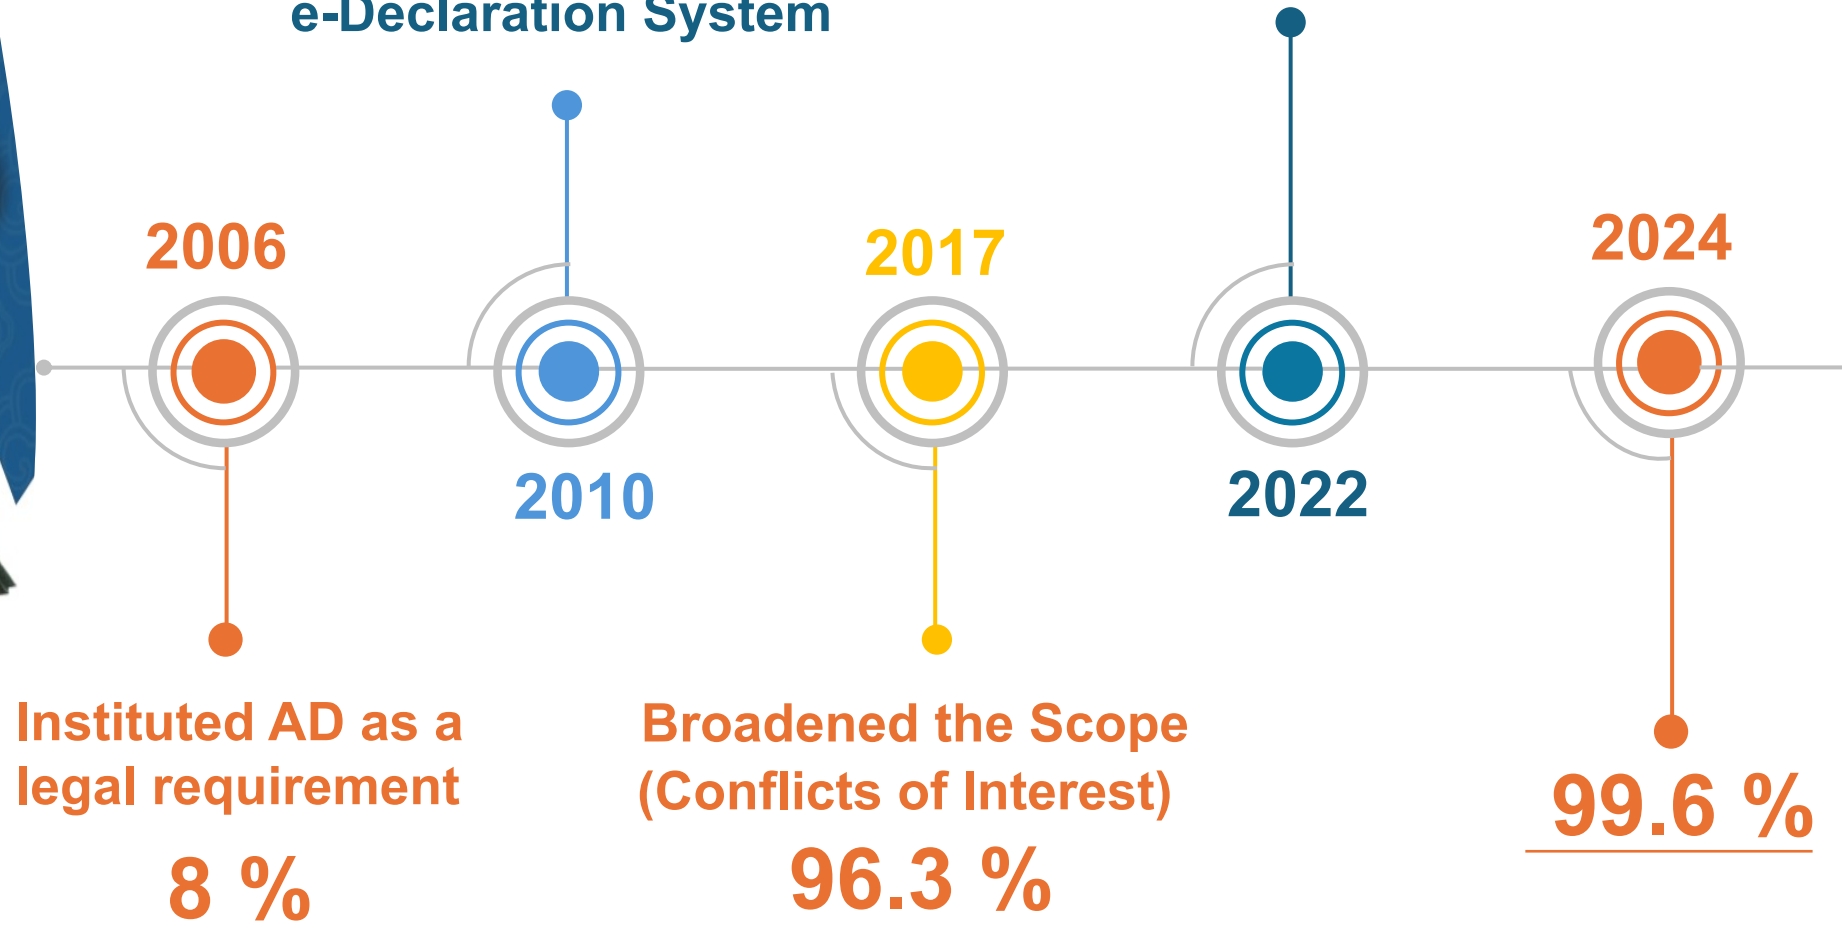 e-Declaration System
2006
2010
2017
2022
2024
Instituted AD as a
legal requirement
8 %
Broadened the Scope
(Conflicts of Interest)
96.3 %
99.6 %